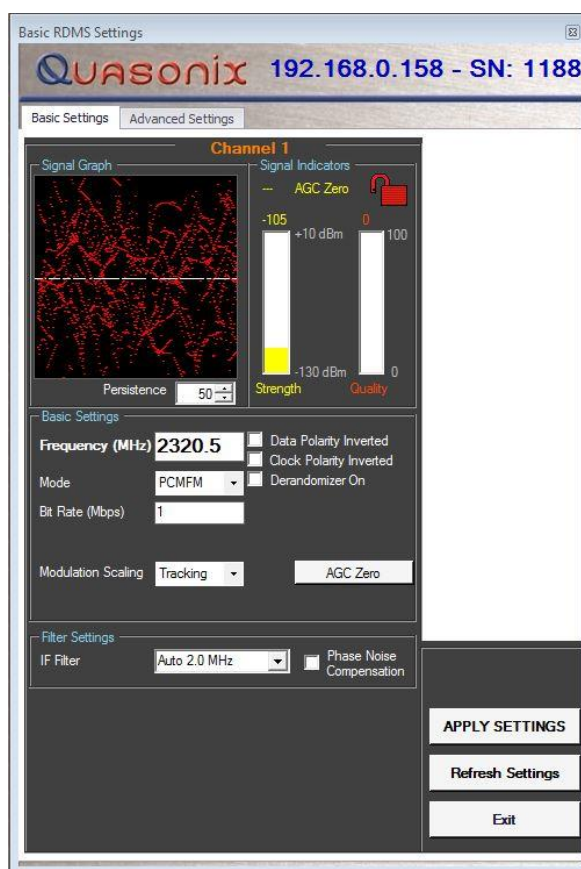 Basic RDMS Settings
Quasonix 192.168.0.158 - SN: 1188
Basic Settings Advanced Settings
Channel 1
Signal Graph Signal Indicators
--- AGC Zero
-105 0
+10 dBm 100
-130 dBm 0
Persistence 50 Strength Quality
Basic Settings
Frequency (MHz) 2320.5 Data Polarity Inverted
Clock Polarity Inverted
Mode PCMFM Derandomizer On
Bit Rate (Mbps) 1
Modulation Scaling Tracking AGC Zero
Filter Settings
IF Filter Auto 2.0 MHz Phase Noise
Compensation
APPLY SETTINGS
Refresh Settings
Exit